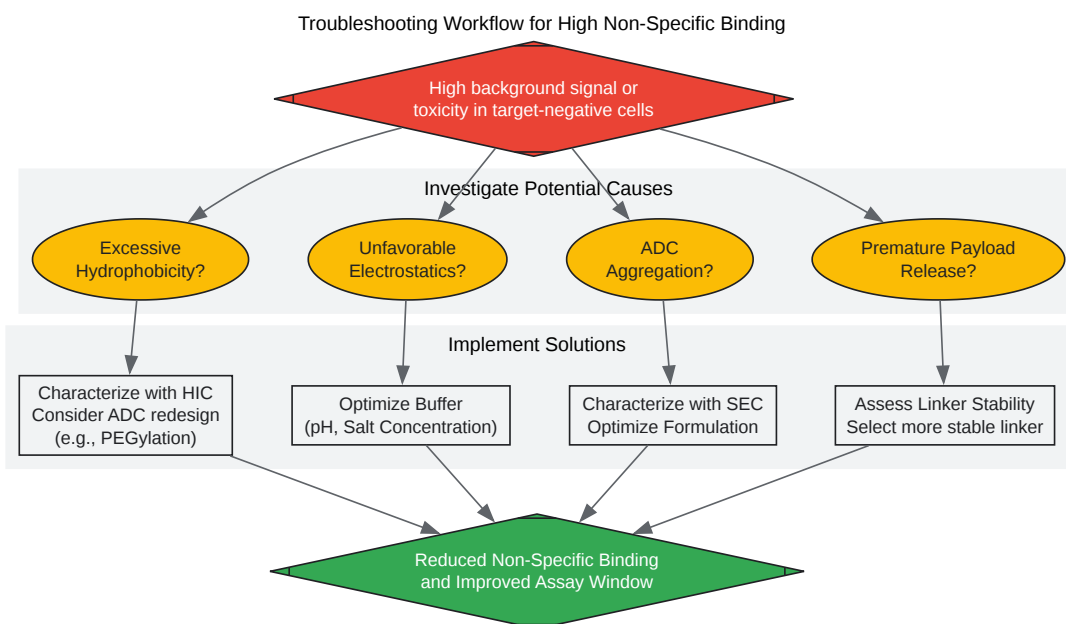 Troubleshooting Workflow for High Non-Specific Binding
High background signal or
toxicity in target-negative cells
Investigate Potential Causes
Excessive
Hydrophobicity?
Unfavorable
Electrostatics?
ADC
Aggregation?
Premature Payload
Release?
Implement Solutions
Characterize with HIC
Consider ADC redesign
(e.g., PEGylation)
Optimize Buffer
(pH, Salt Concentration)
Characterize with SEC
Optimize Formulation
Assess Linker Stability
Select more stable linker
Reduced Non-Specific Binding
and Improved Assay Window